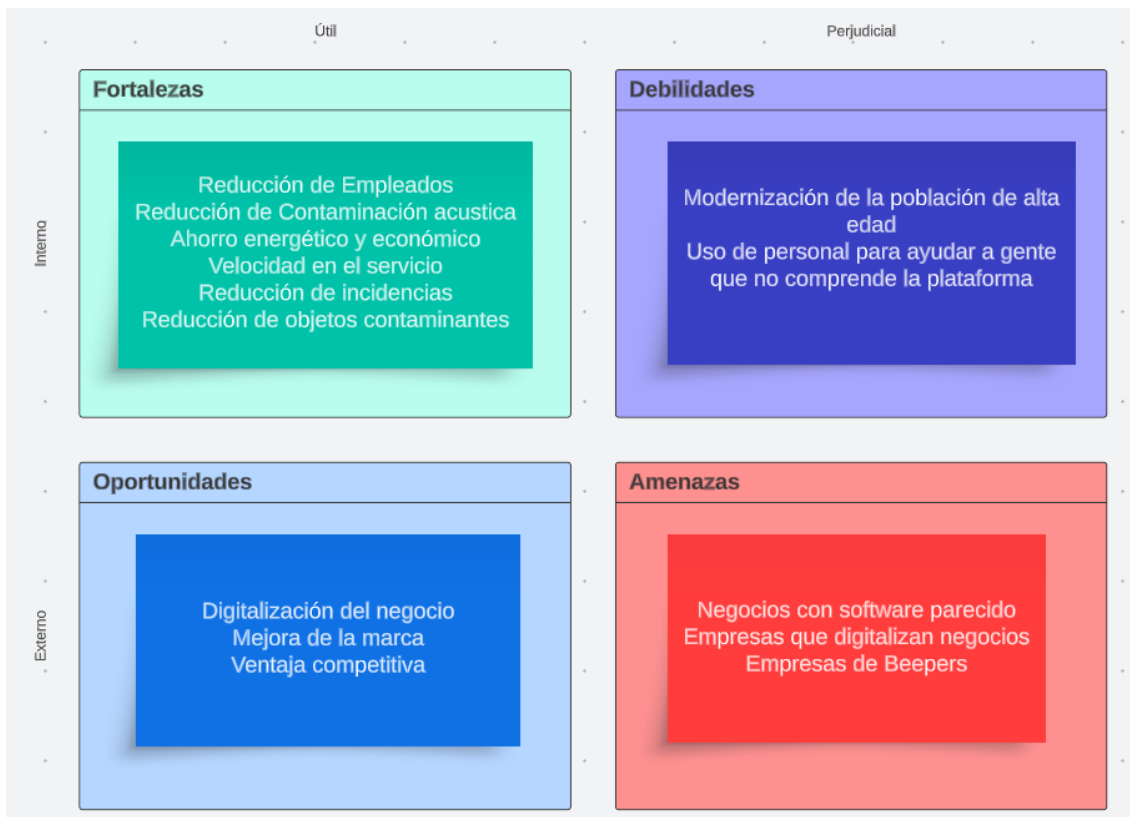 Útil
Perjudicial
Interno
Fortalezas
Reducción de Empleados
Reducción de Contaminación acustica
Ahorro energético y económico
Velocidad en el servicio
Reducción de incidencias
Reducción de objetos contaminantes
Debilidades
Modernización de la población de alta
edad
Uso de personal para ayudar a gente
que no comprende la plataforma
Externo
Oportunidades
Digitalización del negocio
Mejora de la marca
Ventaja competitiva
Amenazas
Negocios con software parecido
Empresas que digitalizan negocios
Empresas de Beepers